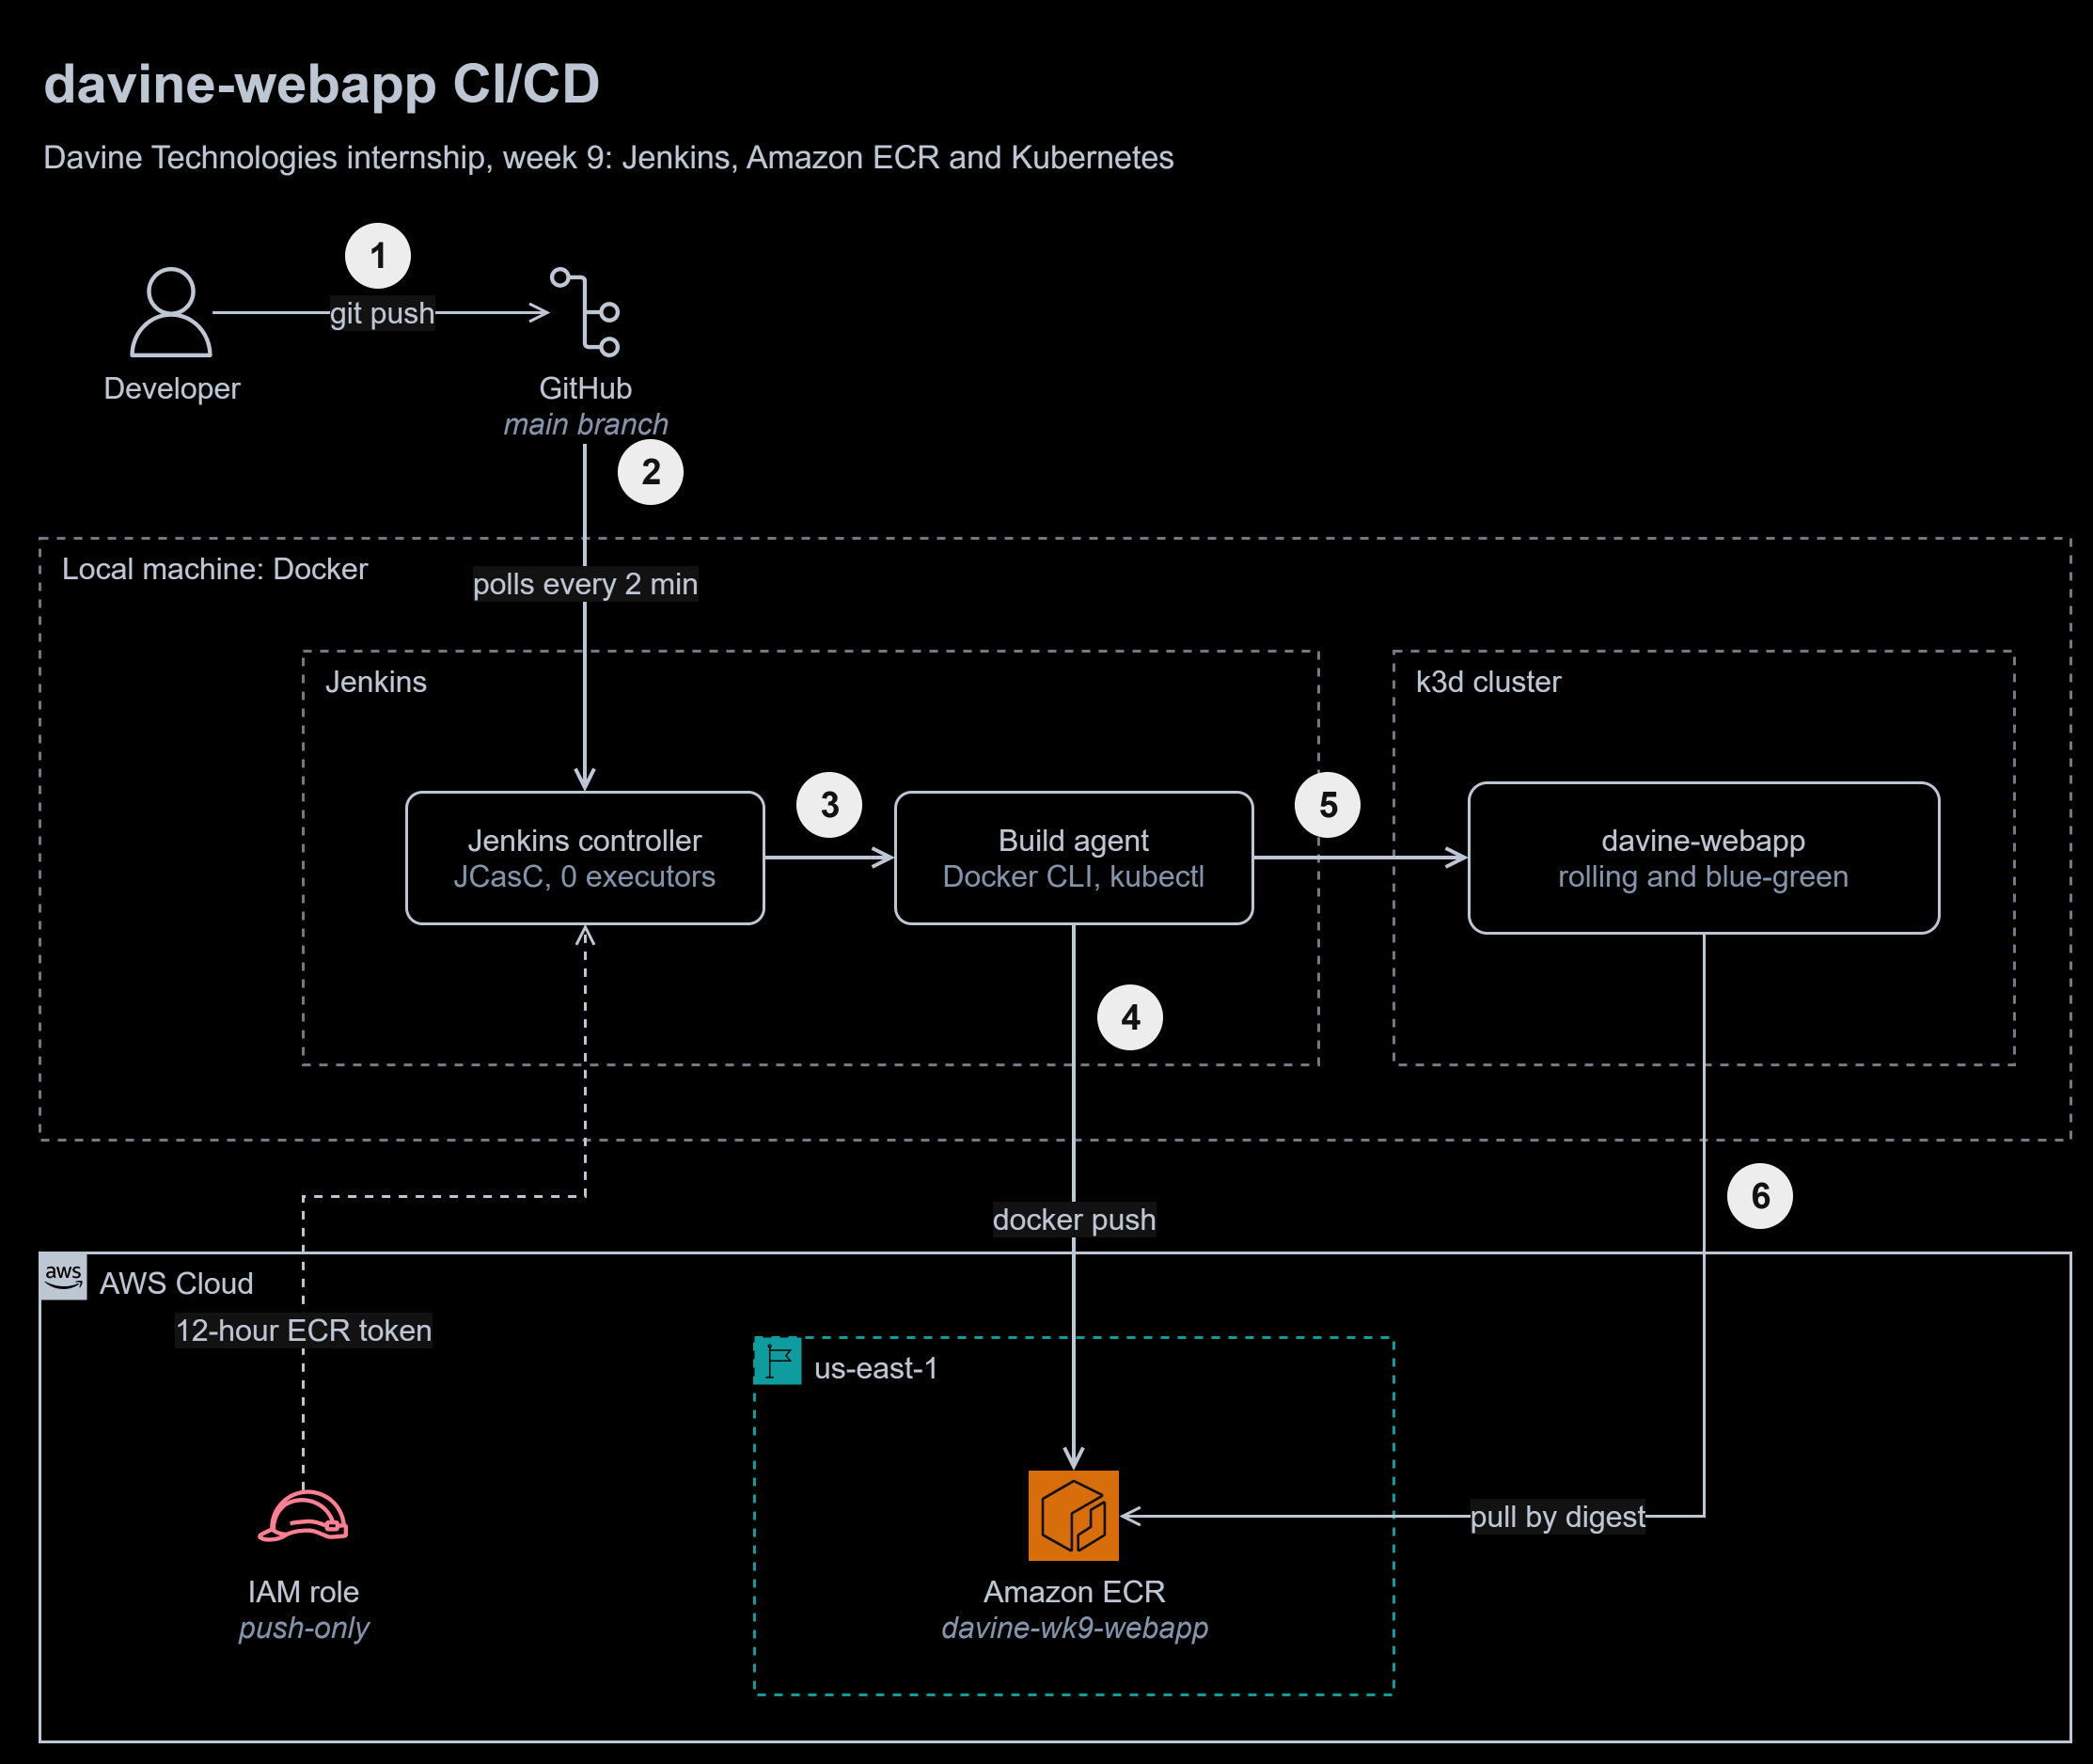 davine-webapp CI/CD
Davine Technologies internship, week 9: Jenkins, Amazon ECR and Kubernetes
1
git push
Developer
GitHub
main branch
2
Local machine: Docker
polls every 2 min
Jenkins
k3d cluster
3
5
Jenkins controller
JCasC, 0 executors
Build agent
Docker CLI, kubectl
davine-webapp
rolling and blue-green
4
6
docker push
aws
AWS Cloud
12-hour ECR token
us-east-1
pull by digest
IAM role
push-only
Amazon ECR
davine-wk9-webapp